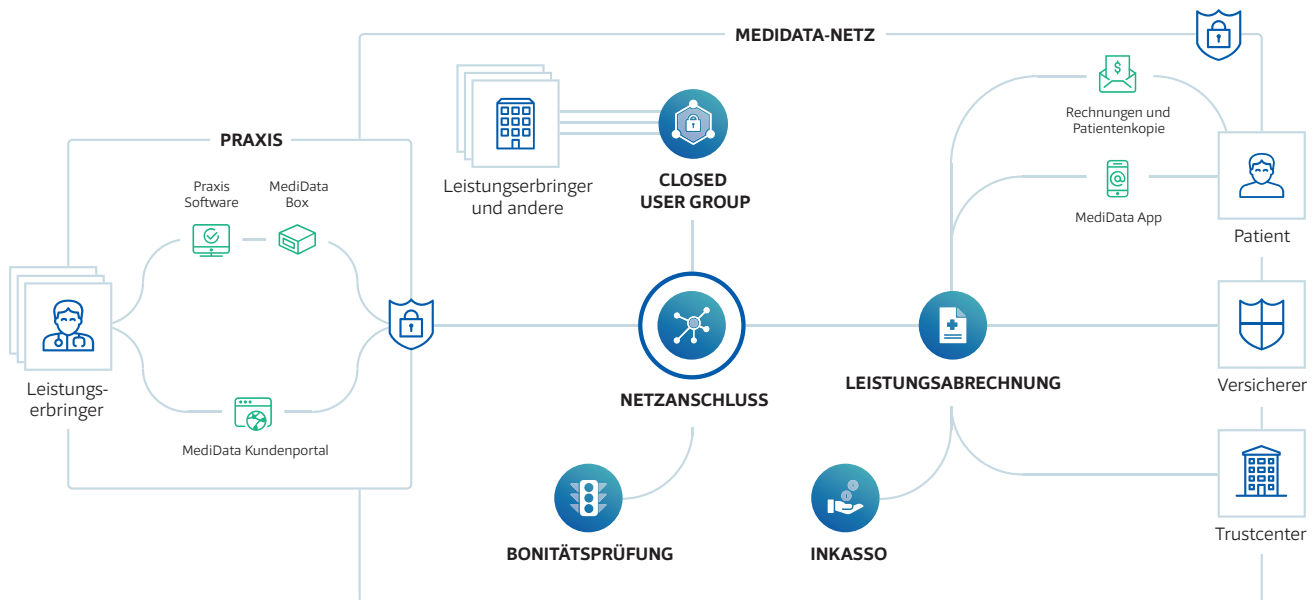 MEDIDATA-NETZ
PRAXIS
Praxis
Software
MediData
Box
Leistungs-
erbringer
MediData Kundenportal
Leistungserbringer
und andere
CLOSED
USER GROUP
NETZANSCHLUSS
BONITÄTSPRÜFUNG
LEISTUNGSABRECHNUNG
INKASSO
$
Rechnungen und
Patientenkopie
@
MediData App
Patient
Versicherer
Trustcenter